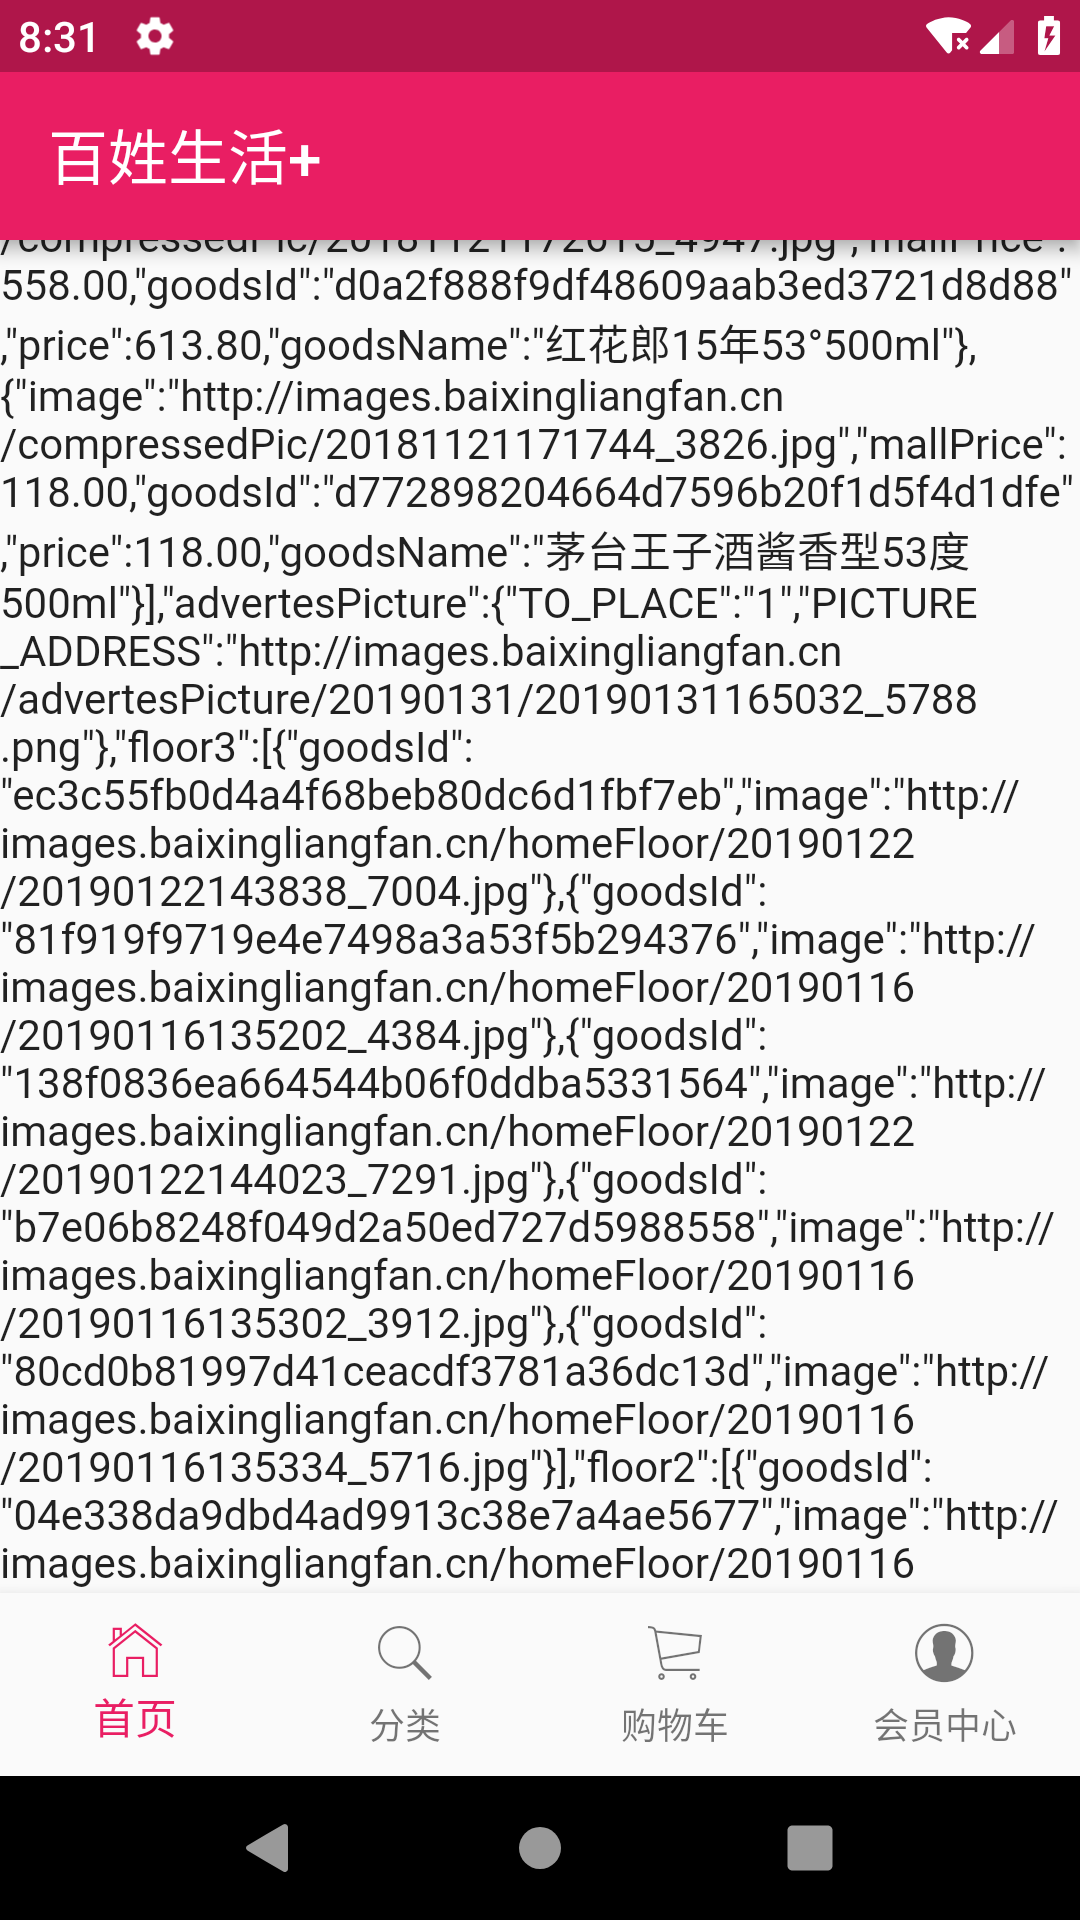 8:31
百姓生活+
/compressedPic/20181121172015_4947.jpg","mallPrice":
558.00,"goodsId":"d0a2f888f9df48609aab3ed3721d8d88"
,"price":613.80,"goodsName":"红花郎15年53°500ml"},
{"image":"http://images.baixingliangfan.cn
/compressedPic/20181121171744_3826.jpg","mallPrice":
118.00,"goodsId":"d772898204664d7596b20f1d5f4d1dfe"
,"price":118.00,"goodsName":"茅台王子酒酱香型53度
500ml"}],"advertesPicture":{"TO_PLACE":"1","PICTURE
_ADDRESS":"http://images.baixingliangfan.cn
/advertesPicture/20190131/20190131165032_5788
.png"},"floor3":[{"goodsId":
"ec3c55fb0d4a4f68beb80dc6d1fbf7eb","image":"http://
images.baixingliangfan.cn/homeFloor/20190122
/20190122143838_7004.jpg"},{"goodsId":
"81f919f9719e4e7498a3a53f5b294376","image":"http://
images.baixingliangfan.cn/homeFloor/20190116
/20190116135202_4384.jpg"},{"goodsId":
"138f0836ea664544b06f0ddba5331564","image":"http://
images.baixingliangfan.cn/homeFloor/20190122
/20190122144023_7291.jpg"},{"goodsId":
"b7e06b8248f049d2a50ed727d5988558","image":"http://
images.baixingliangfan.cn/homeFloor/20190116
/20190116135302_3912.jpg"},{"goodsId":
"80cd0b81997d41ceacdf3781a36dc13d","image":"http://
images.baixingliangfan.cn/homeFloor/20190116
/20190116135334_5716.jpg"}],"floor2":[{"goodsId":
"04e338da9dbd4ad9913c38e7a4ae5677","image":"http://
images.baixingliangfan.cn/homeFloor/20190116
首页
分类
购物车
会员中心